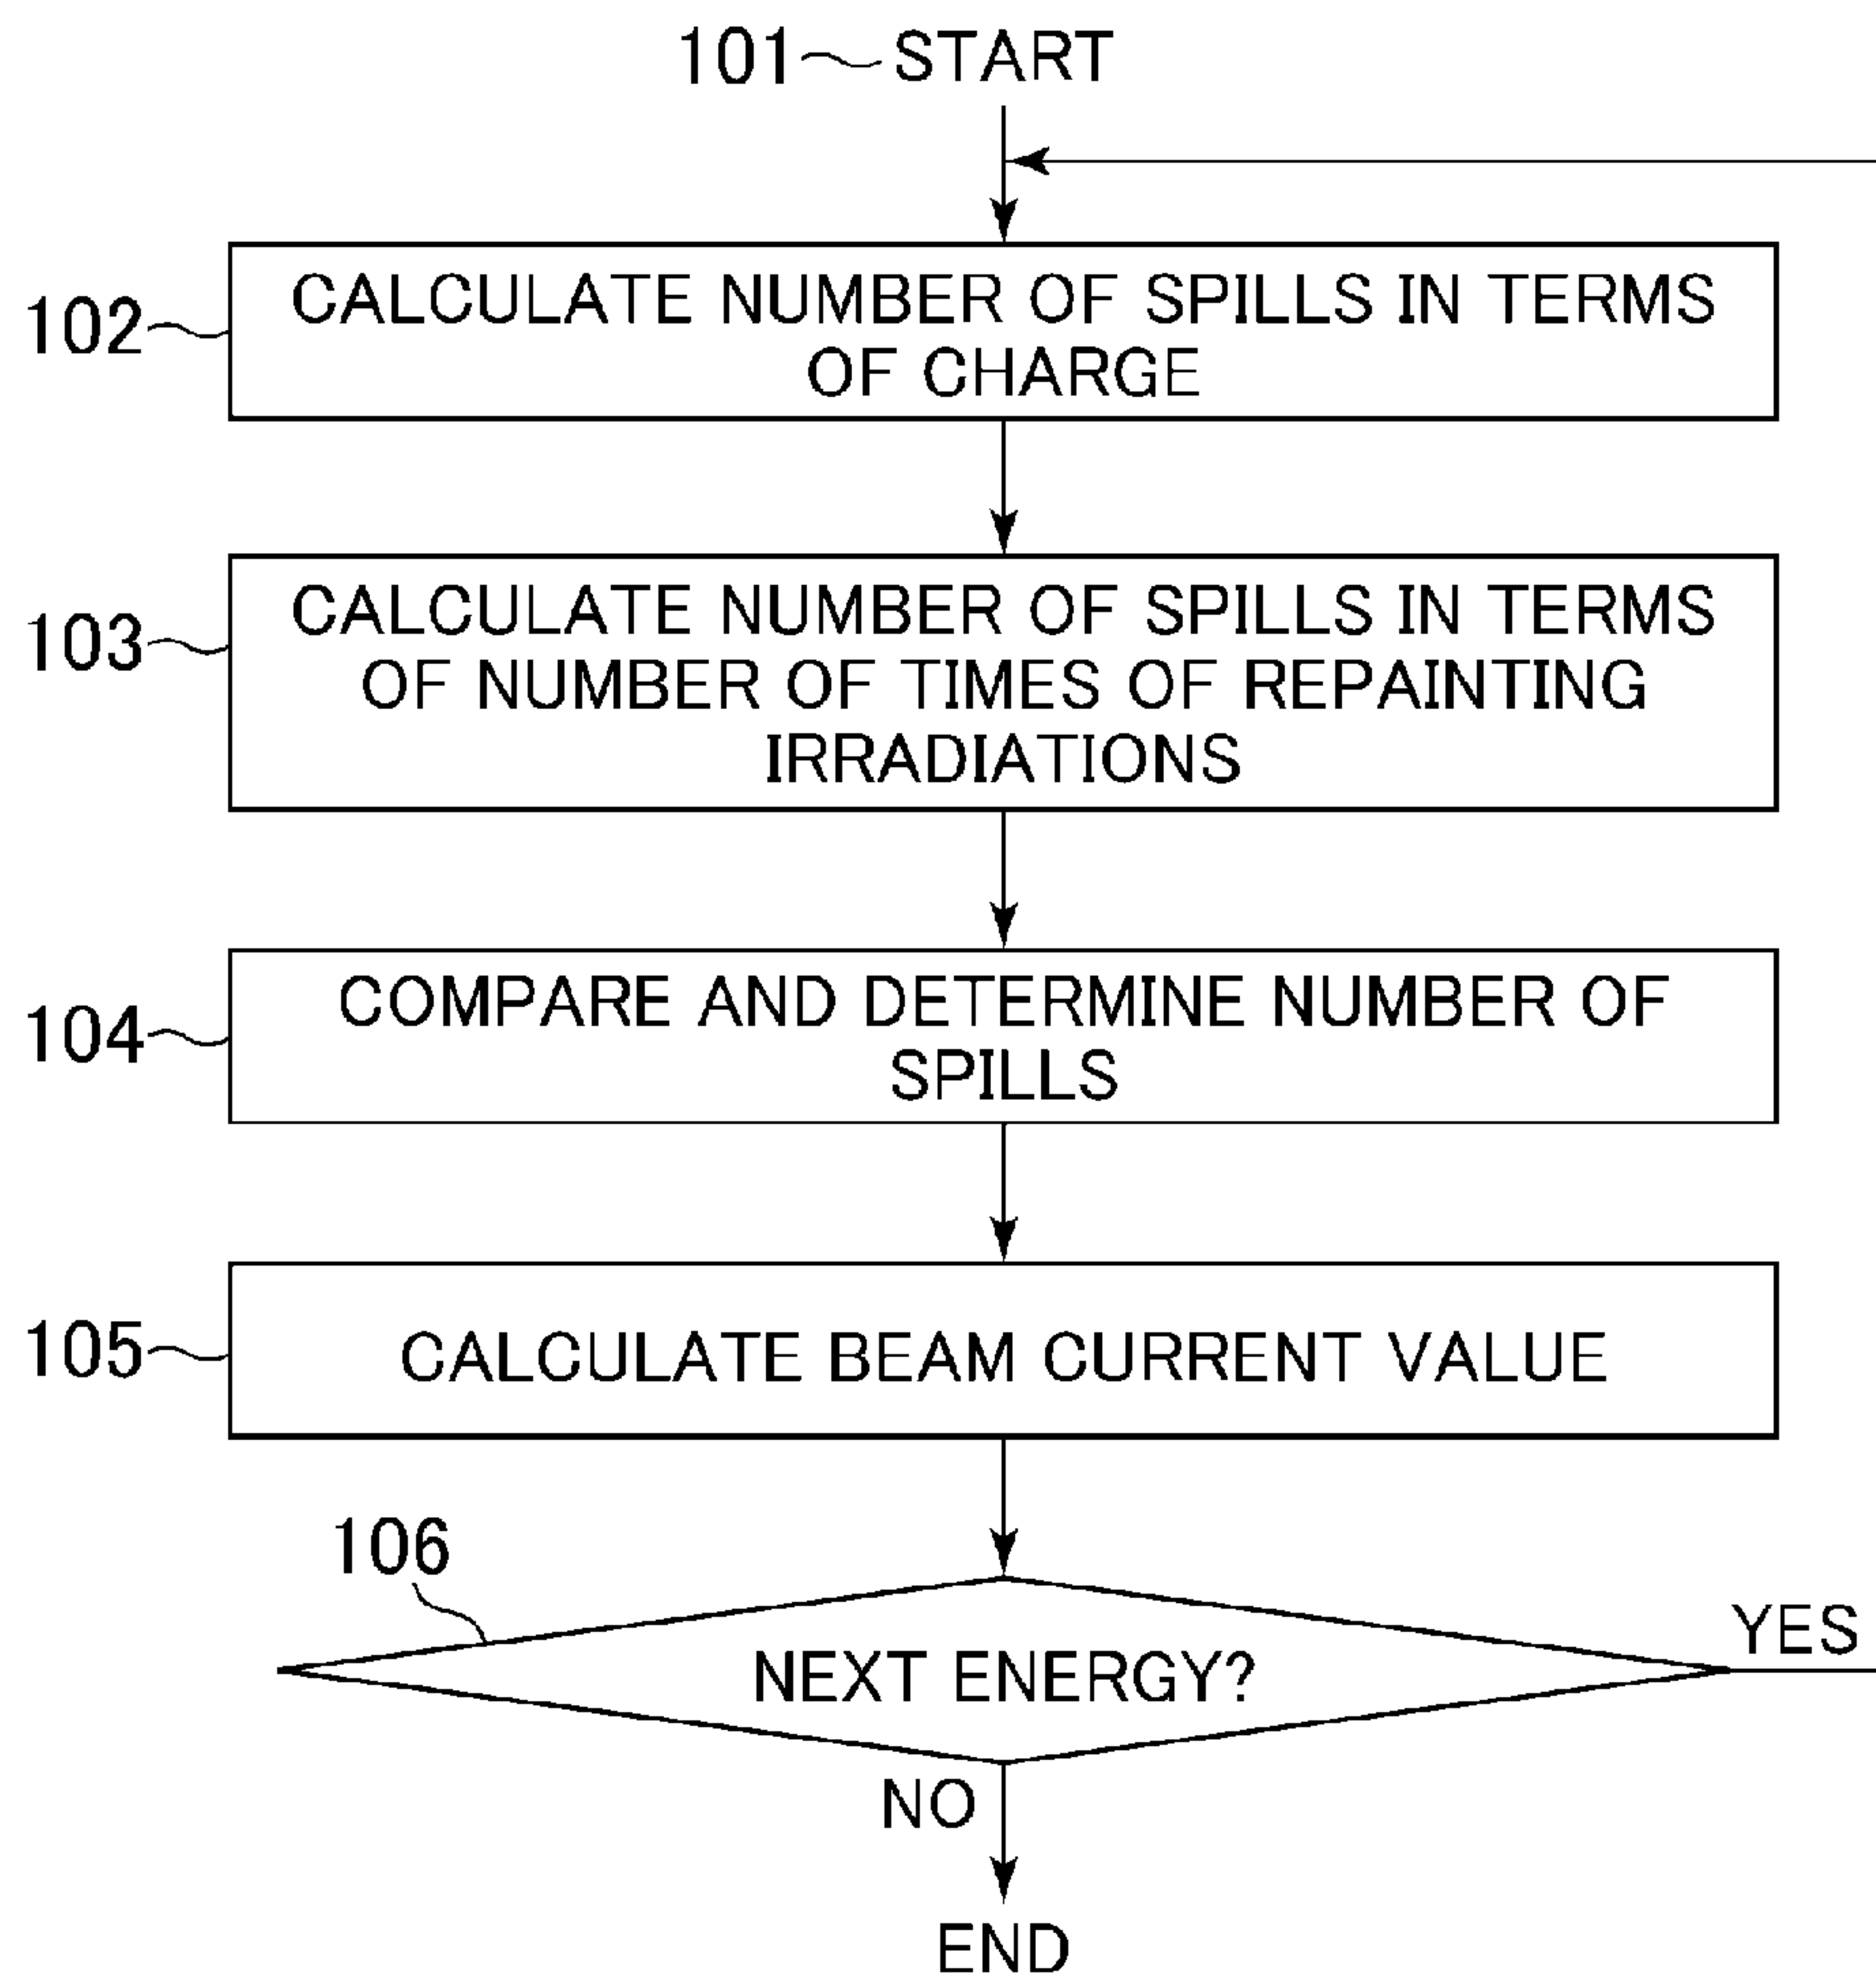 101 START
102
CALCULATE NUMBER OF SPILLS IN TERMS
OF CHARGE
103
CALCULATE NUMBER OF SPILLS IN TERMS
OF NUMBER OF TIMES OF REPAINTING
IRRADIATIONS
104
COMPARE AND DETERMINE NUMBER OF
SPILLS
105
CALCULATE BEAM CURRENT VALUE
106
NEXT ENERGY?
YES
NO
END